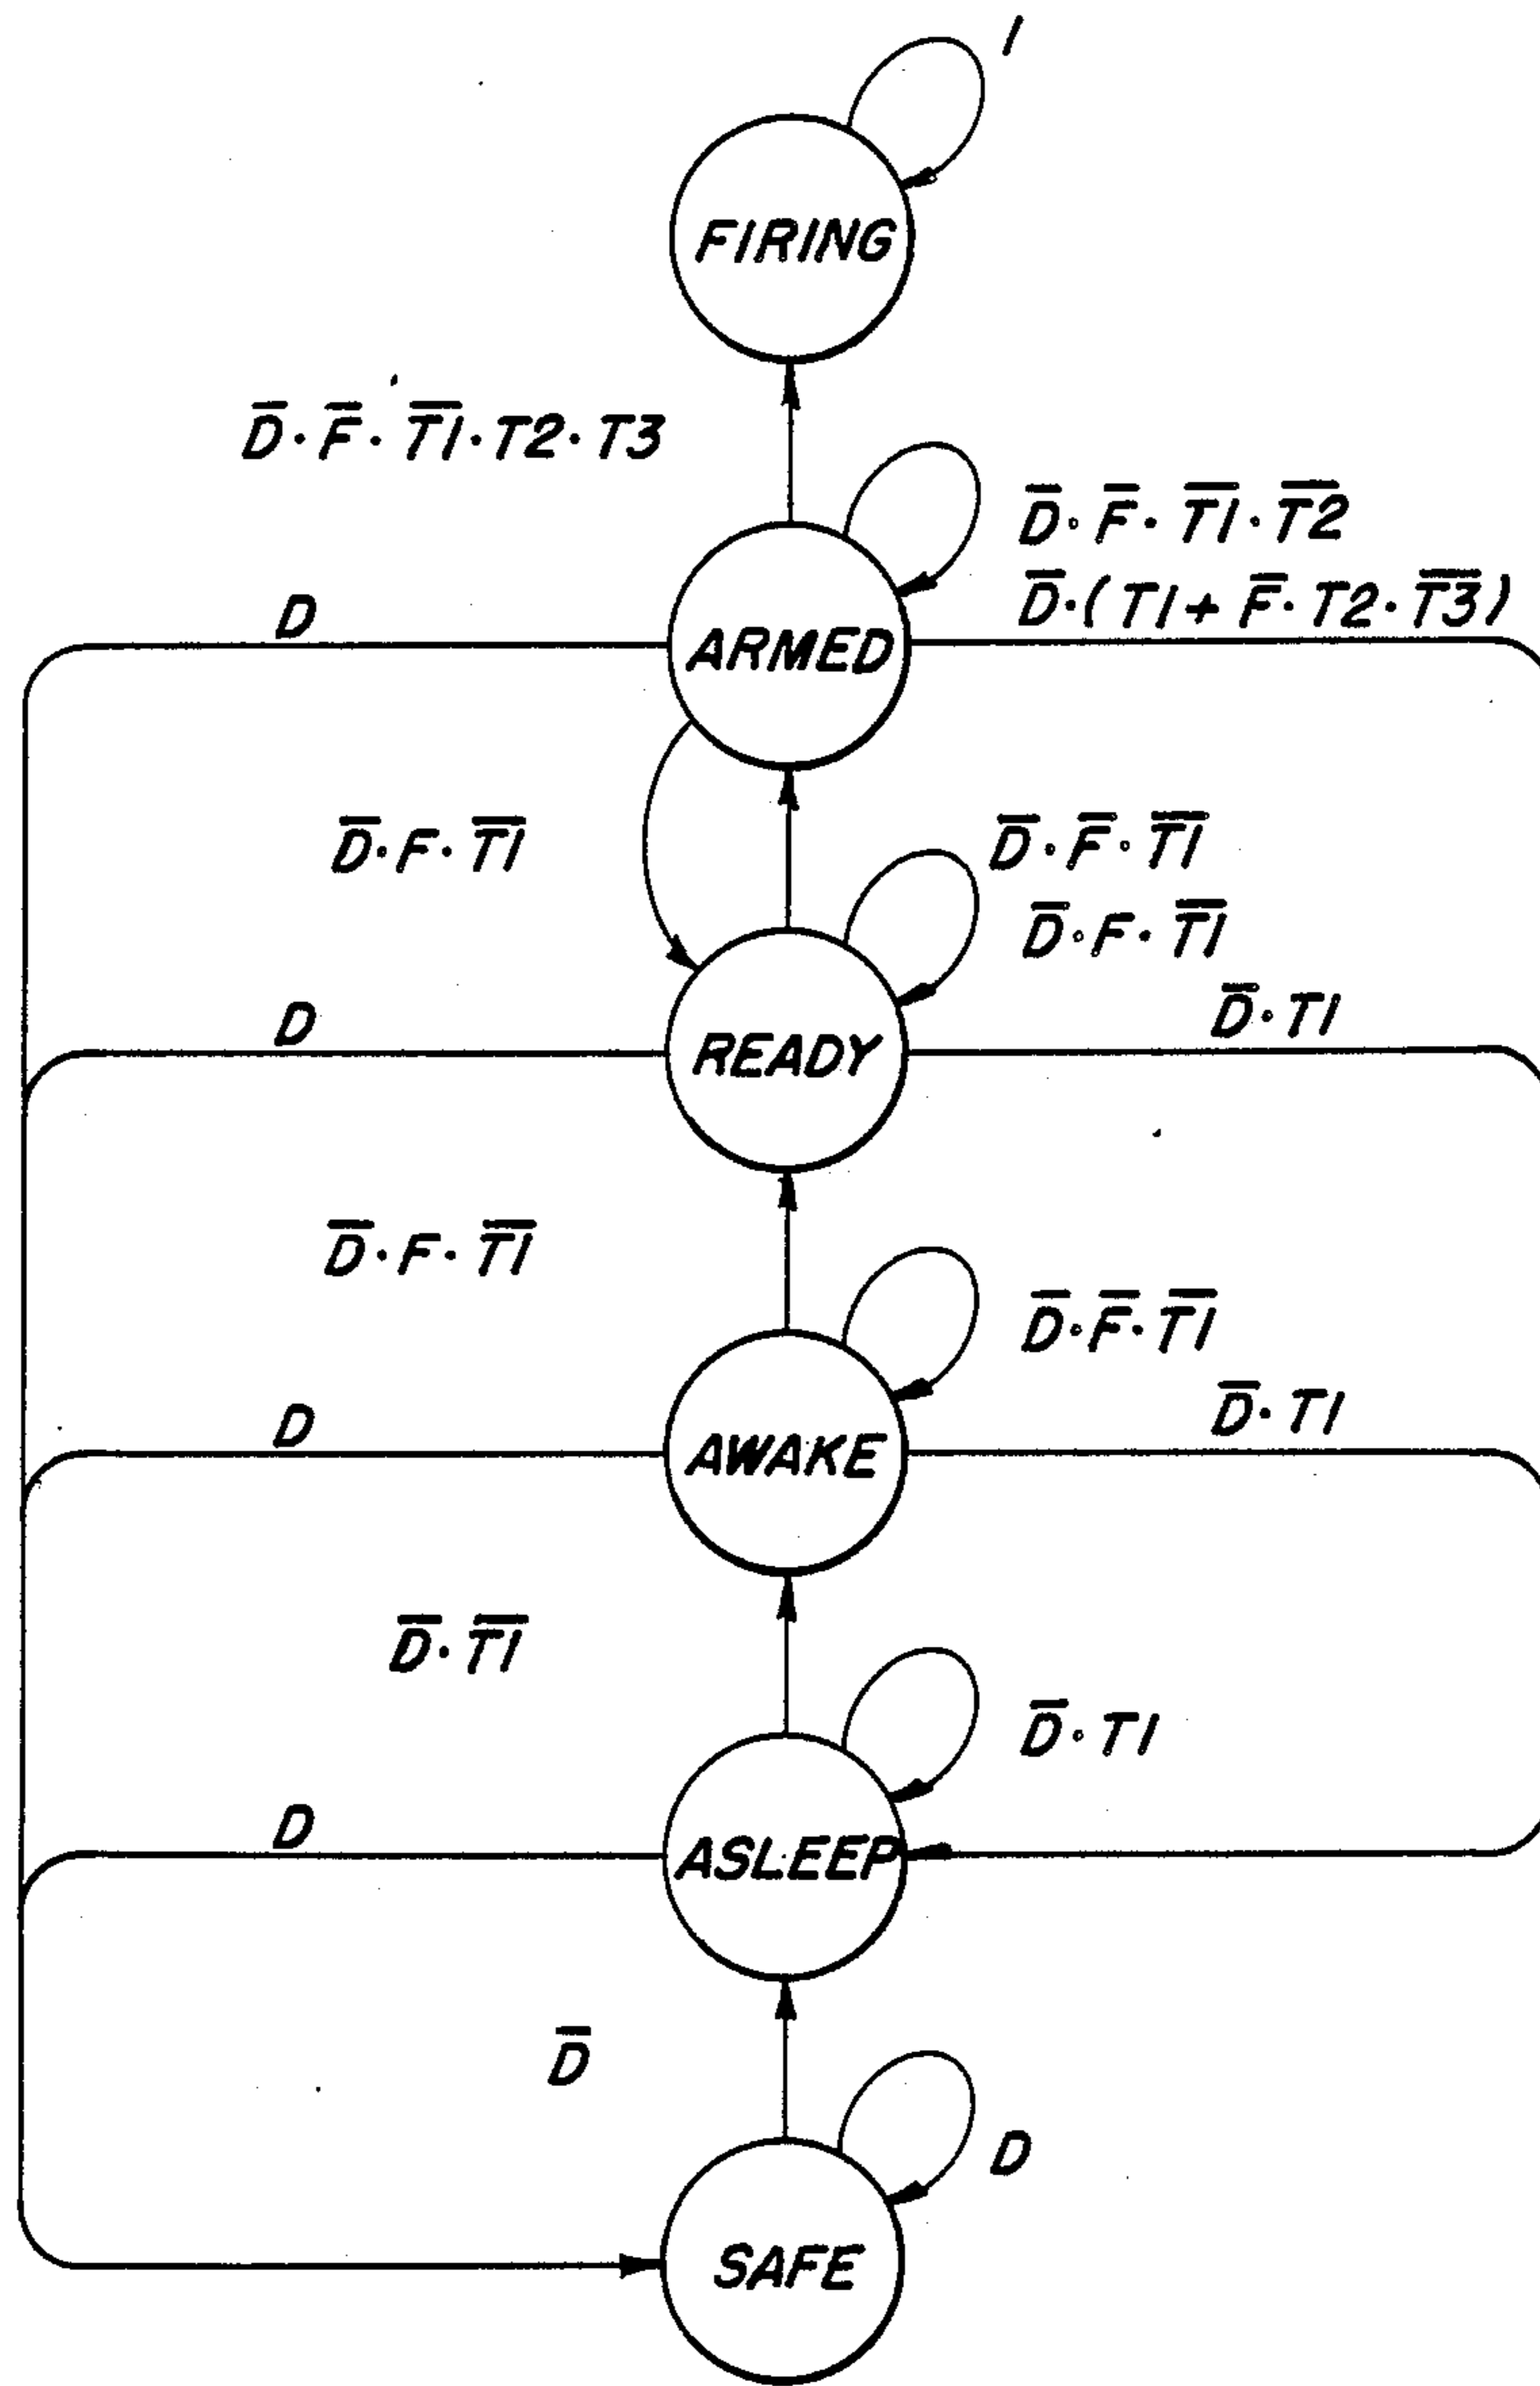 1
FIRING
D̅·F̅·T̅1̅·T2·T3
D̅·F̅·T̅1̅·T̅2̅
D̅·(T1+F̅·T2·T̅3̅)
D
ARMED
D̅·F̅·T̅1̅
D̅·F·T̅1̅
D̅·F·T̅1̅
D̅·T1
D
READY
D̅·F·T̅1̅
D̅·F̅·T̅1̅
D̅·T1
D
AWAKE
D̅·T̅1̅
D̅·T1
D
ASLEEP
D̅
D
SAFE